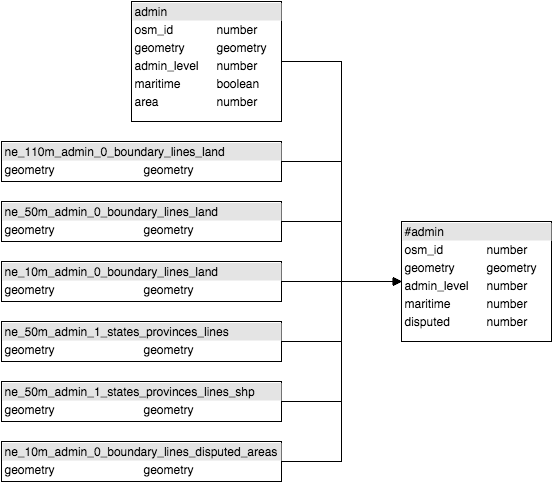 admin
osm_id number
geometry geometry
admin_level number
maritime boolean
area number
ne_110m_admin_0_boundary_lines_land
geometry geometry
ne_50m_admin_0_boundary_lines_land
geometry geometry
ne_10m_admin_0_boundary_lines_land
geometry geometry
ne_50m_admin_1_states_provinces_lines
geometry geometry
ne_50m_admin_1_states_provinces_lines_shp
geometry geometry
ne_10m_admin_0_boundary_lines_disputed_areas
geometry geometry
#admin
osm_id number
geometry geometry
admin_level number
maritime number
disputed number